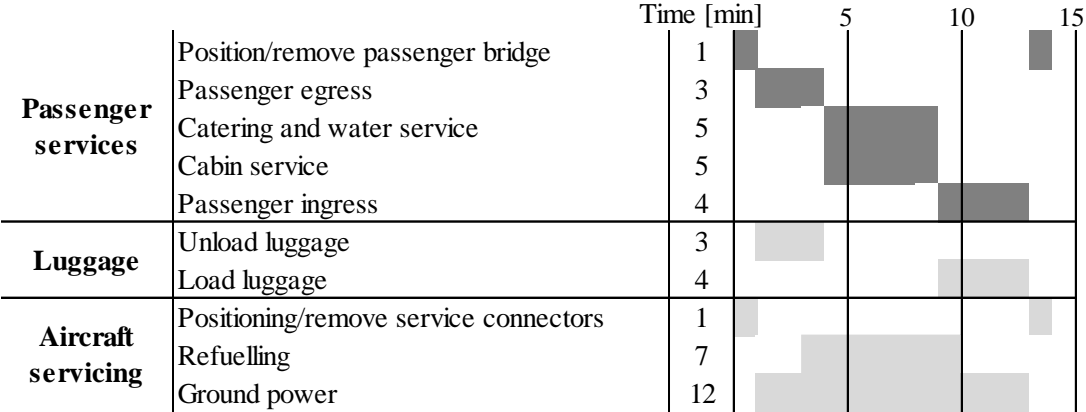 Time [min] 5 10 15
Passenger services
Position/remove passenger bridge 1
Passenger egress 3
Catering and water service 5
Cabin service 5
Passenger ingress 4
Luggage
Unload luggage 3
Load luggage 4
Aircraft servicing
Positioning/remove service connectors 1
Refuelling 7
Ground power 12